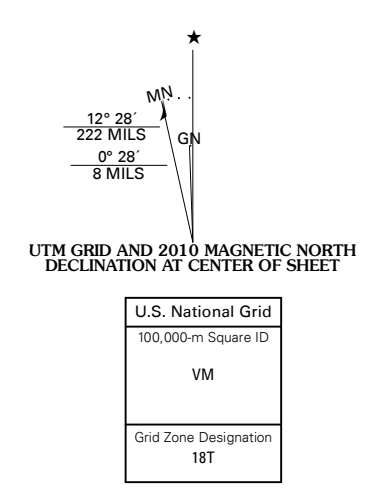 ★
MN
12° 28´
222 MILS
GN
0° 28´
8 MILS
UTM GRID AND 2010 MAGNETIC NORTH
DECLINATION AT CENTER OF SHEET
U.S. National Grid
100,000-m Square ID
VM
Grid Zone Designation
18T